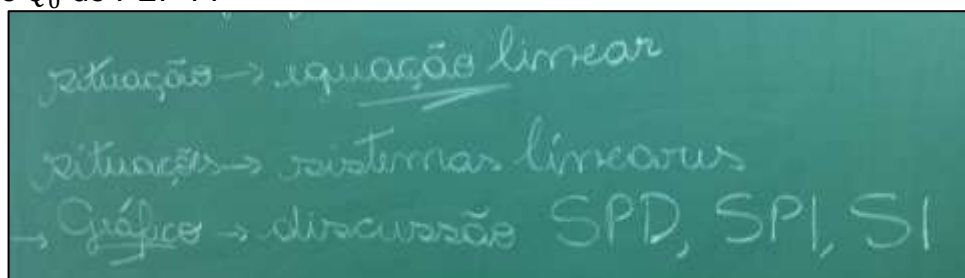 situação → equação linear
situações → sistemas lineares
→ Gráfico → discussão SPD, SPI, SI